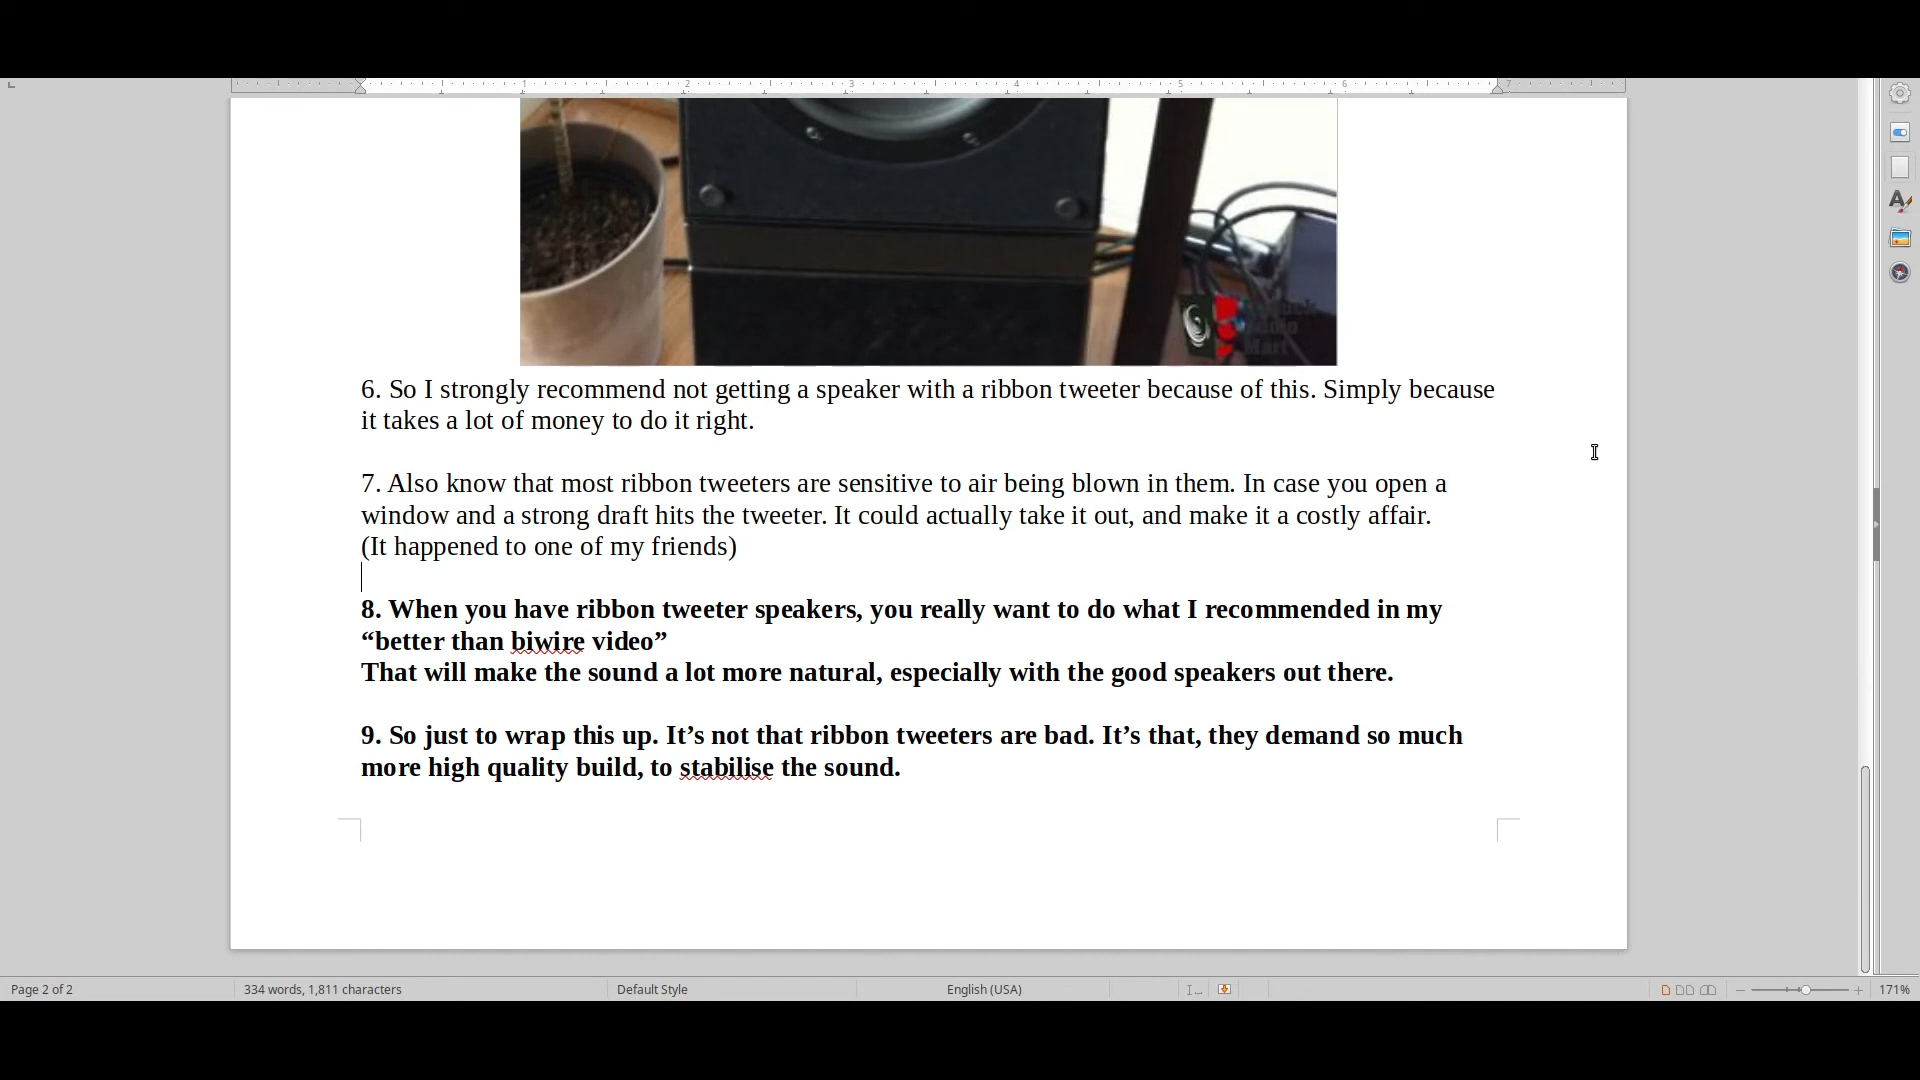 1 2 3 4 5 6 7
6. So I strongly recommend not getting a speaker with a ribbon tweeter because of this. Simply because
it takes a lot of money to do it right.
7. Also know that most ribbon tweeters are sensitive to air being blown in them. In case you open a
window and a strong draft hits the tweeter. It could actually take it out, and make it a costly affair.
(It happened to one of my friends)
8. When you have ribbon tweeter speakers, you really want to do what I recommended in my
“better than biwire video”
That will make the sound a lot more natural, especially with the good speakers out there.
9. So just to wrap this up. It’s not that ribbon tweeters are bad. It’s that, they demand so much
more high quality build, to stabilise the sound.
Page 2 of 2 334 words, 1,811 characters Default Style English (USA) 171%